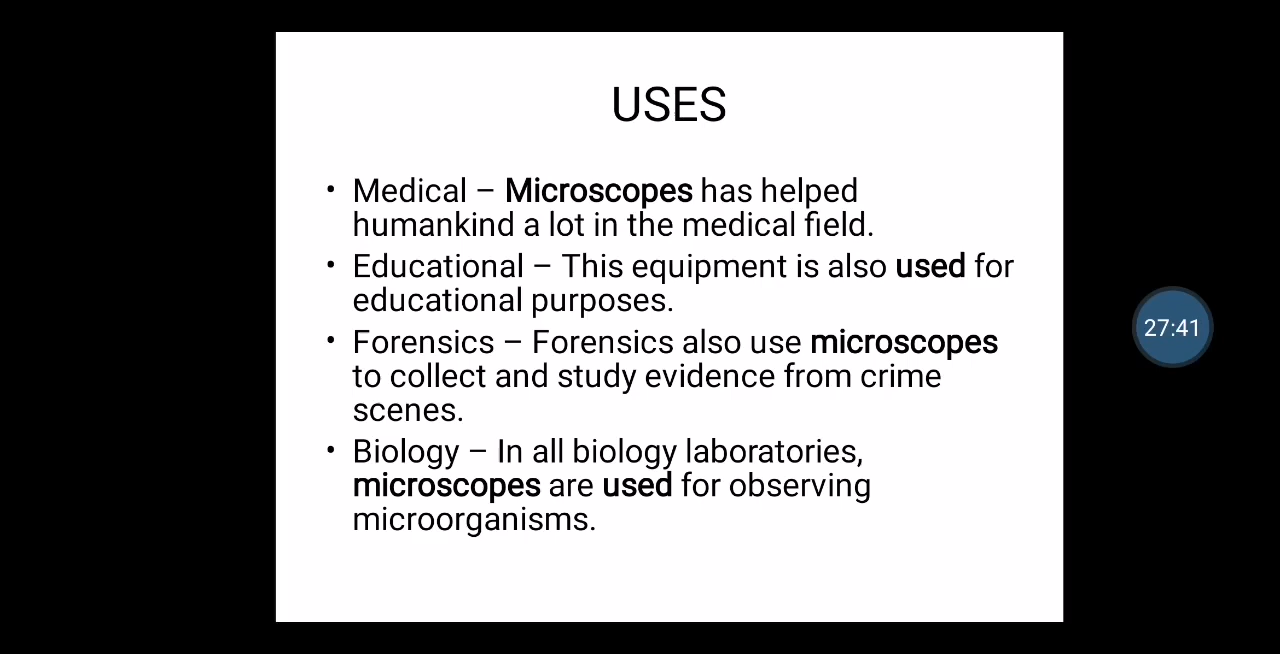 USES
• Medical – Microscopes has helped
humankind a lot in the medical field.
• Educational – This equipment is also used for
educational purposes.
• Forensics – Forensics also use microscopes
to collect and study evidence from crime
scenes.
• Biology – In all biology laboratories,
microscopes are used for observing
microorganisms.
27:41